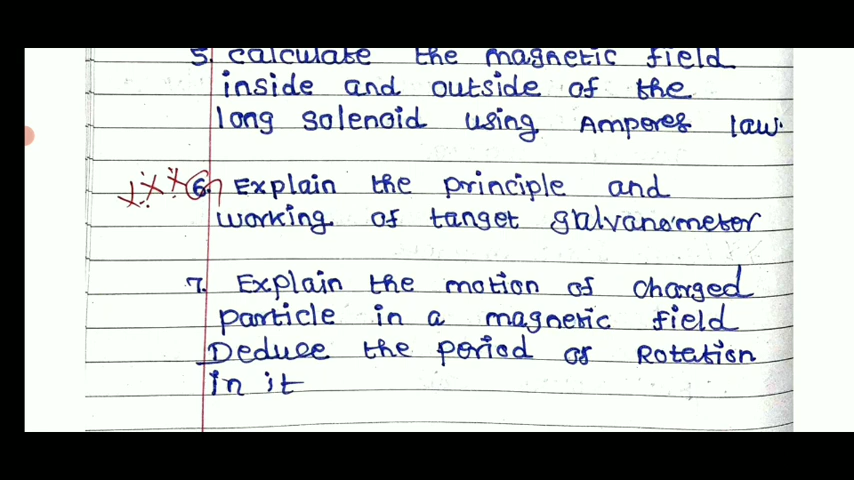 5. calculate the magnetic field
inside and outside of the
long solenoid using Amperes law.
6. Explain the principle and
working of tanget galvanometer
7. Explain the motion of charged
particle in a magnetic field
Deduce the period of Rotation
in it